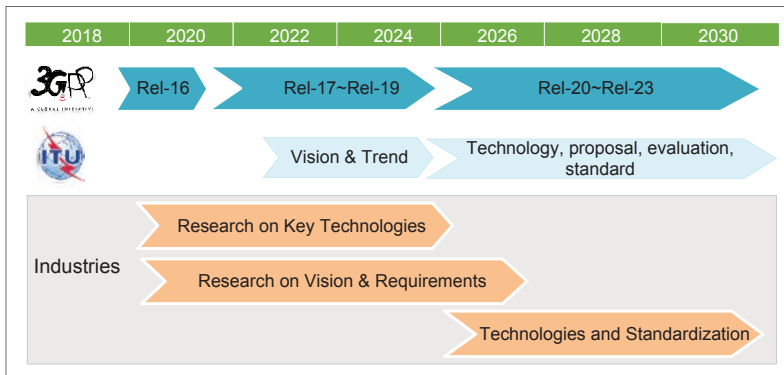 2018 2020 2022 2024 2026 2028 2030
3GPP
A GLOBAL INITIATIVE
Rel-16 Rel-17~Rel-19 Rel-20~Rel-23
ITU
Vision & Trend
Technology, proposal, evaluation,
standard
Industries
Research on Key Technologies
Research on Vision & Requirements
Technologies and Standardization